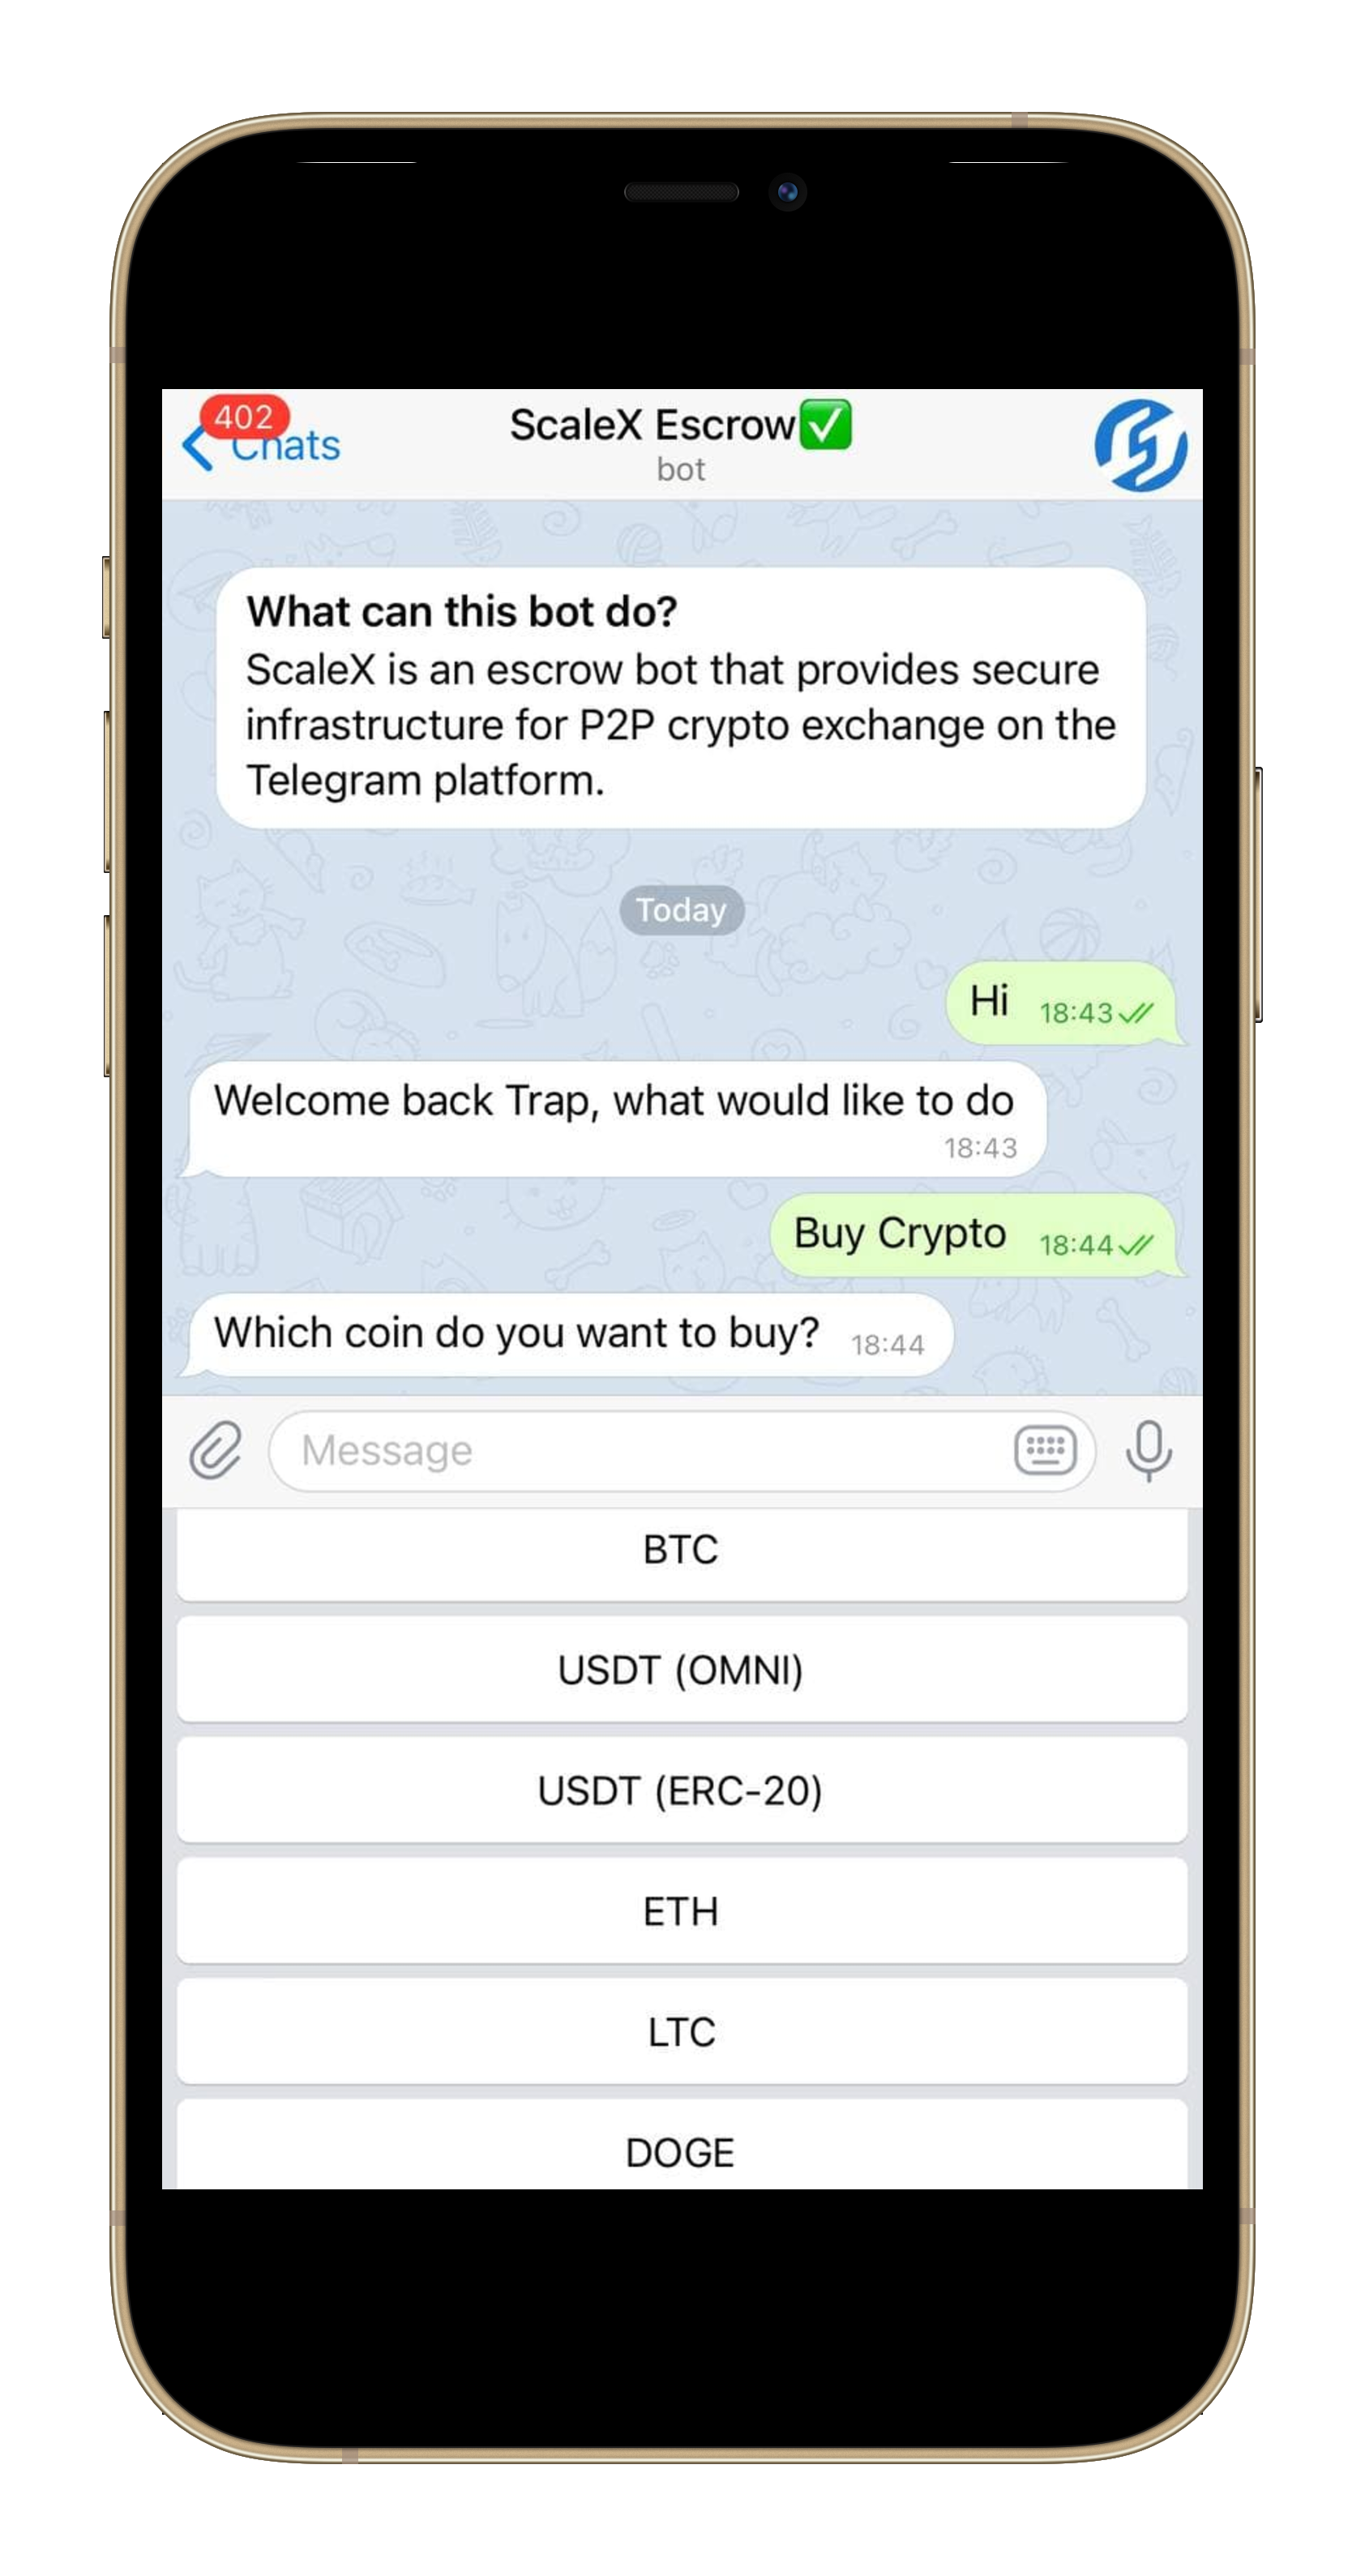 402
Chats
ScaleX Escrow✅
bot
What can this bot do?
ScaleX is an escrow bot that provides secure
infrastructure for P2P crypto exchange on the
Telegram platform.
Today
Hi 18:43
Welcome back Trap, what would like to do
18:43
Buy Crypto 18:44
Which coin do you want to buy? 18:44
Message
BTC
USDT (OMNI)
USDT (ERC-20)
ETH
LTC
DOGE